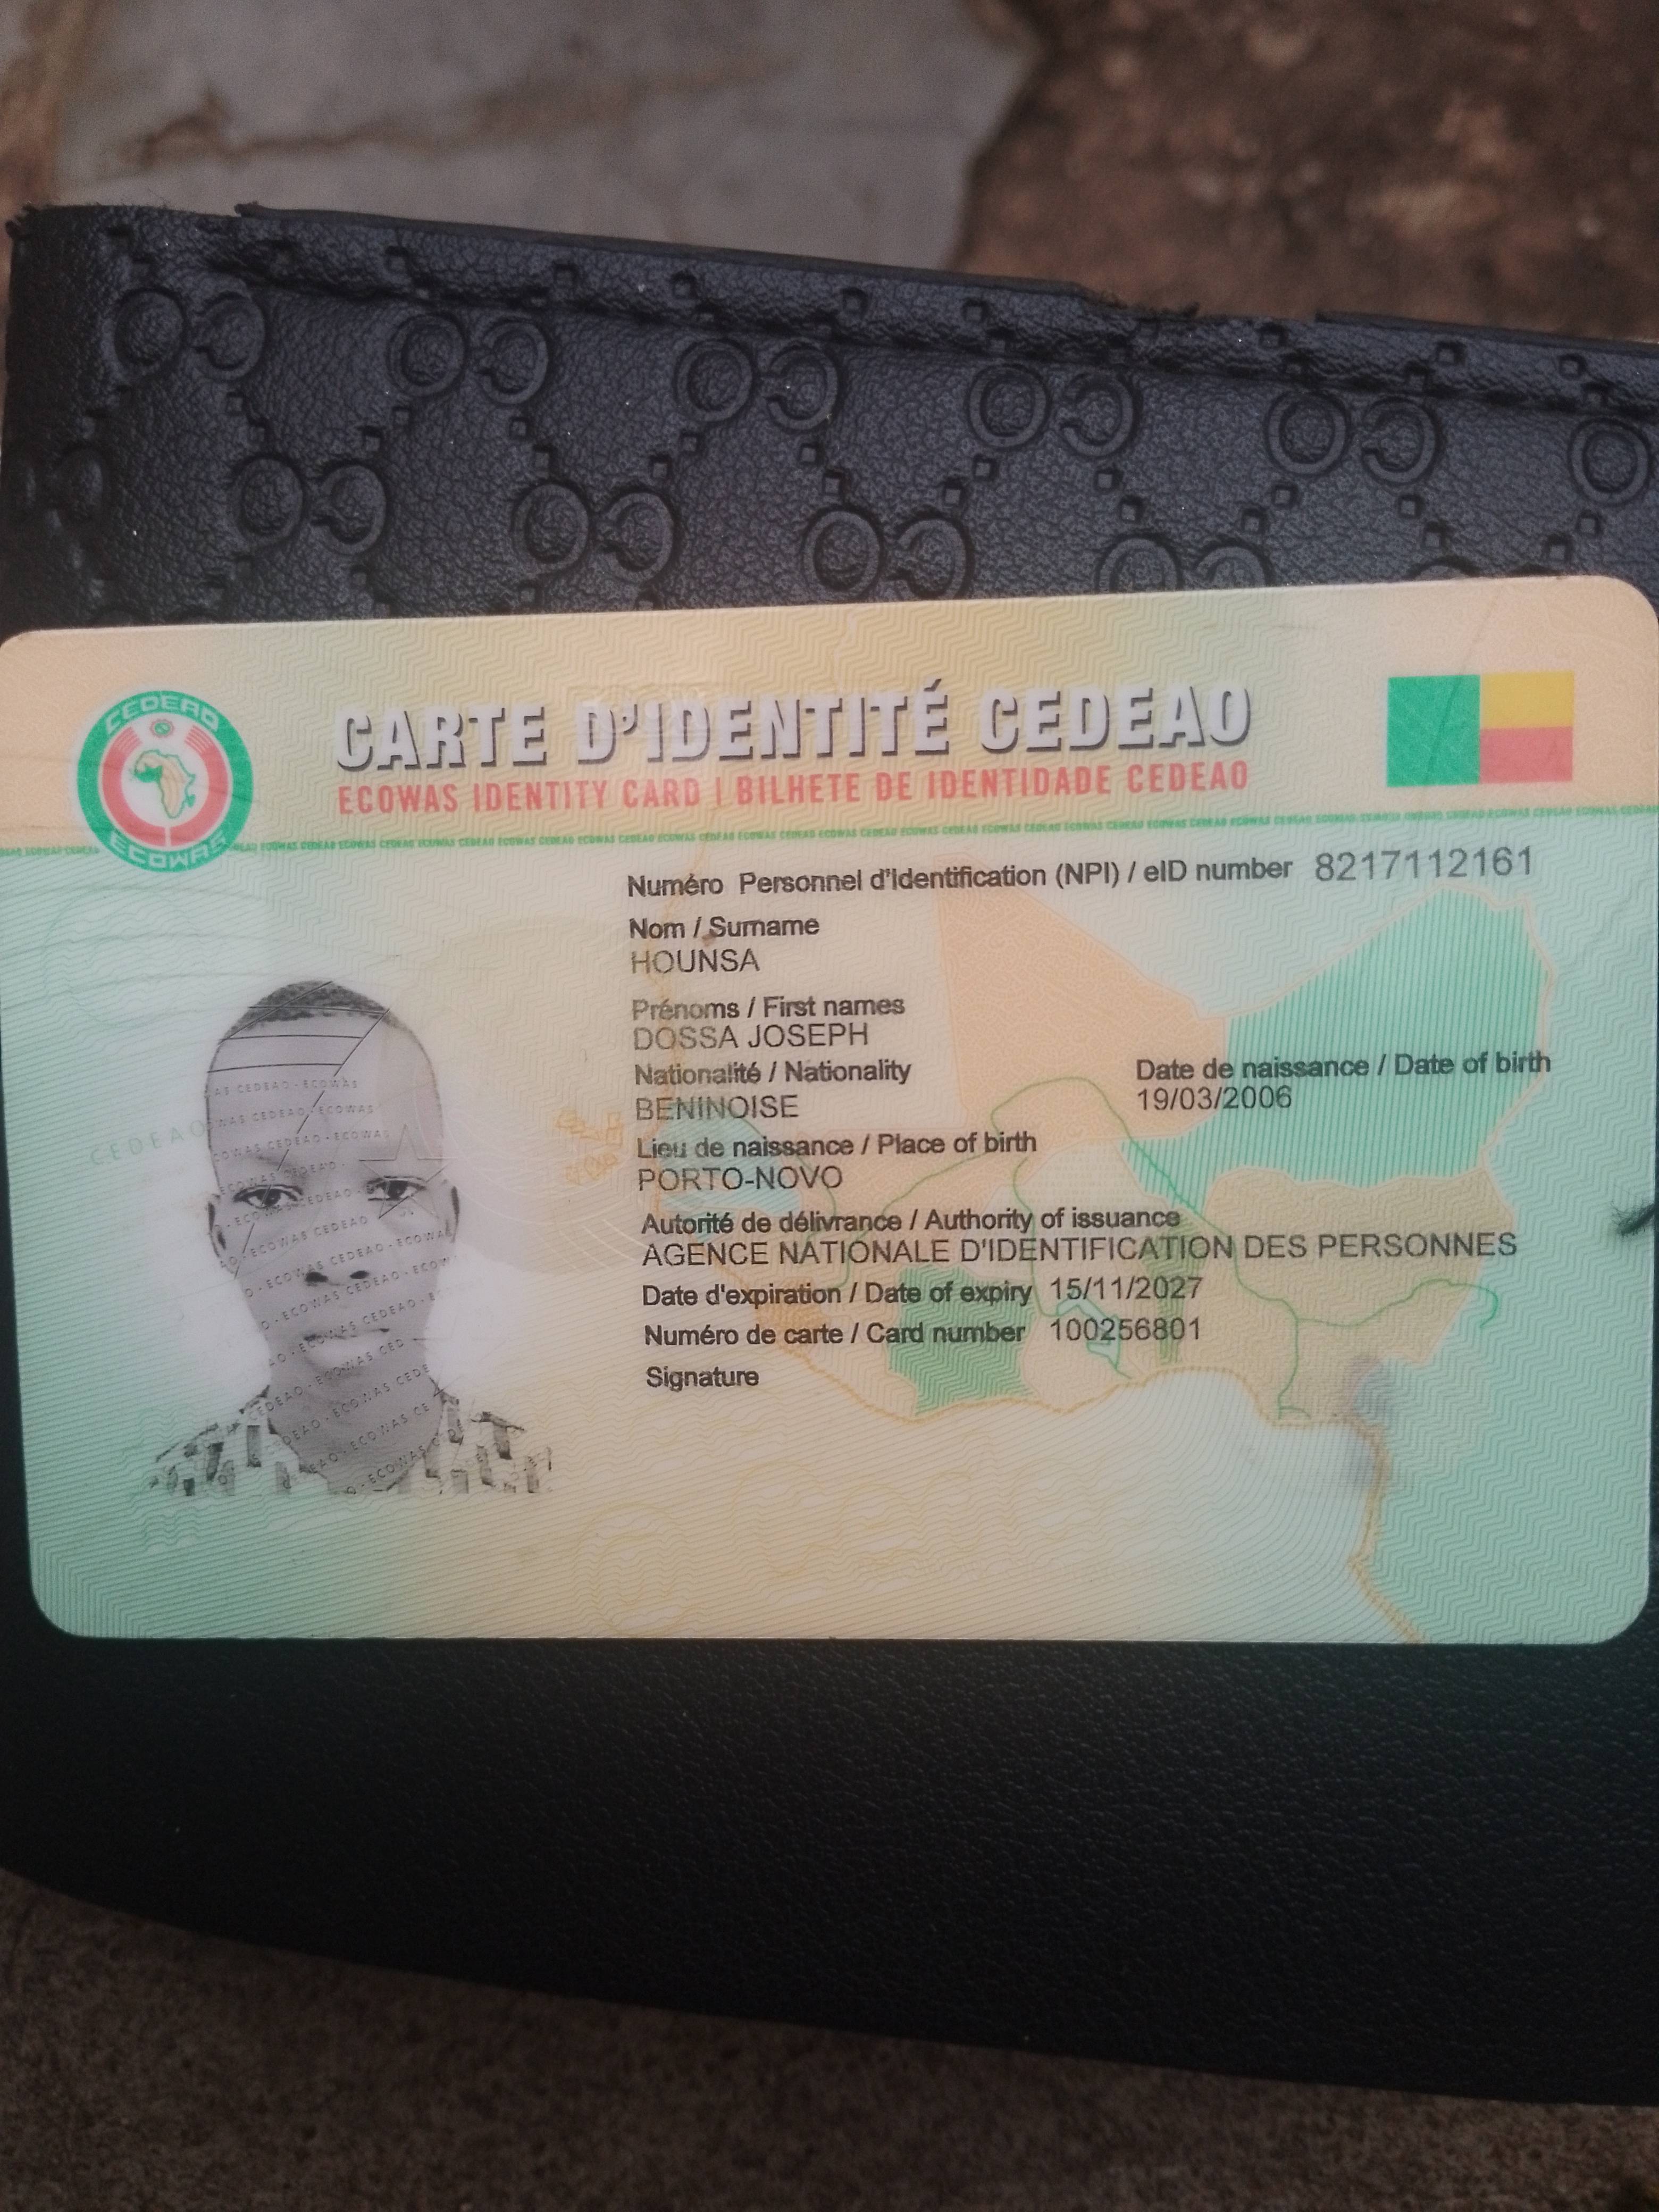 CEDEAO
ECOWAS
CARTE D'IDENTITÉ CEDEAO
ECOWAS IDENTITY CARD | BILHETE DE IDENTIDADE CEDEAO
Numéro Personnel d'Identification (NPI) / eID number 8217112161
Nom / Surname
HOUNSA
Prénoms / First names
DOSSA JOSEPH
Nationalité / Nationality
BENINOISE
Date de naissance / Date of birth
19/03/2006
Lieu de naissance / Place of birth
PORTO-NOVO
Autorité de délivrance / Authority of issuance
AGENCE NATIONALE D'IDENTIFICATION DES PERSONNES
Date d'expiration / Date of expiry 15/11/2027
Numéro de carte / Card number 100256801
Signature